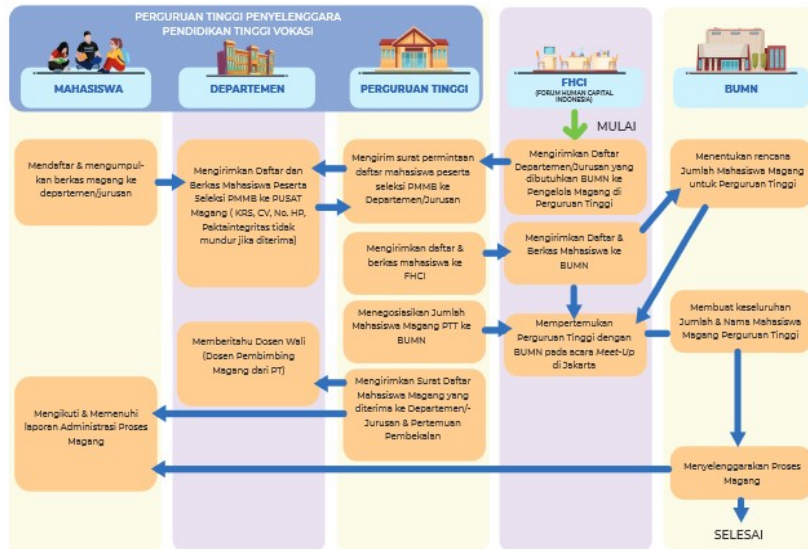 PERGURUAN TINGGI PENYELENGGARA
PENDIDIKAN TINGGI VOKASI
MAHASISWA
DEPARTEMEN
PERGURUAN TINGGI
FHCI
(FORUM HUMAN CAPITAL
INDONESIA)
BUMN
MULAI
Mendaftar & mengumpul-
kan berkas magang ke
departemen/jurusan
Mengirimkan Daftar dan
Berkas Mahasiswa Peserta
Seleksi PMMB ke PUSAT
Magang ( KRS, CV, No. HP,
Paktaintegritas tidak
mundur jika diterima)
Mengirim surat permintaan
daftar mahasiswa peserta
seleksi PMMB ke
Departemen/Jurusan
Mengirimkan Daftar
Departemen/Jurusan yang
dibutuhkan BUMN ke
Pengelola Magang di
Perguruan Tinggi
Menentukan rencana
Jumlah Mahasiswa Magang
untuk Perguruan Tinggi
Mengirimkan daftar &
berkas mahasiswa ke
FHCI
Mengirimkan Daftar &
Berkas Mahasiswa ke
BUMN
Menegosiasikan Jumlah
Mahasiswa Magang PTT ke
BUMN
Mempertemukan
Perguruan Tinggi dengan
BUMN pada acara Meet-Up
di Jakarta
Membuat keseluruhan
Jumlah & Nama Mahasiswa
Magang Perguruan Tinggi
Memberitahu Dosen Wali
(Dosen Pembimbing
Magang dari PT)
Mengirimkan Surat Daftar
Mahasiswa Magang yang
diterima ke Departemen/-
Jurusan & Pertemuan
Pembekalan
Mengikuti & Memenuhi
laporan Administrasi Proses
Magang
Menyelenggarakan Proses
Magang
SELESAI